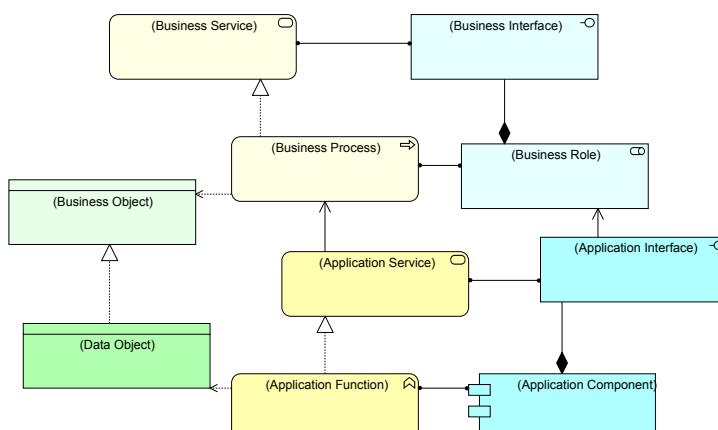 (Business Service)
(Business Interface)
(Business Process)
(Business Role)
(Business Object)
(Application Service)
(Application Interface)
(Data Object)
(Application Function)
(Application Component)